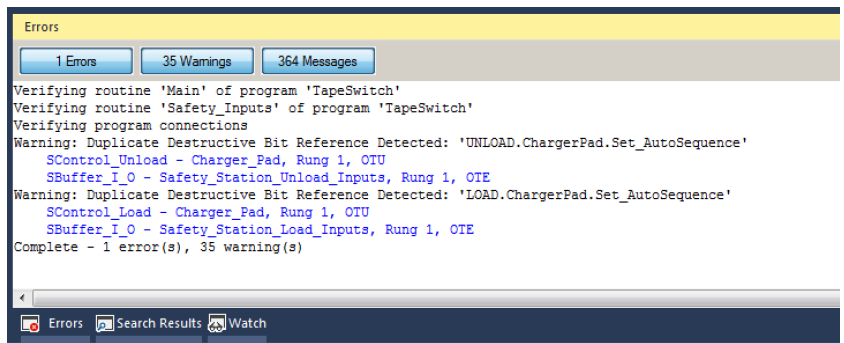 Errors
1 Errors 35 Warnings 364 Messages
Verifying routine 'Main' of program 'TapeSwitch'
Verifying routine 'Safety_Inputs' of program 'TapeSwitch'
Verifying program connections
Warning: Duplicate Destructive Bit Reference Detected: 'UNLOAD.ChargerPad.Set_AutoSequence'
SControl_Unload - Charger_Pad, Rung 1, OTU
SBuffer_I_O - Safety_Station_Unload_Inputs, Rung 1, OTE
Warning: Duplicate Destructive Bit Reference Detected: 'LOAD.ChargerPad.Set_AutoSequence'
SControl_Load - Charger_Pad, Rung 1, OTU
SBuffer_I_O - Safety_Station_Load_Inputs, Rung 1, OTE
Complete - 1 error(s), 35 warning(s)
Errors Search Results Watch